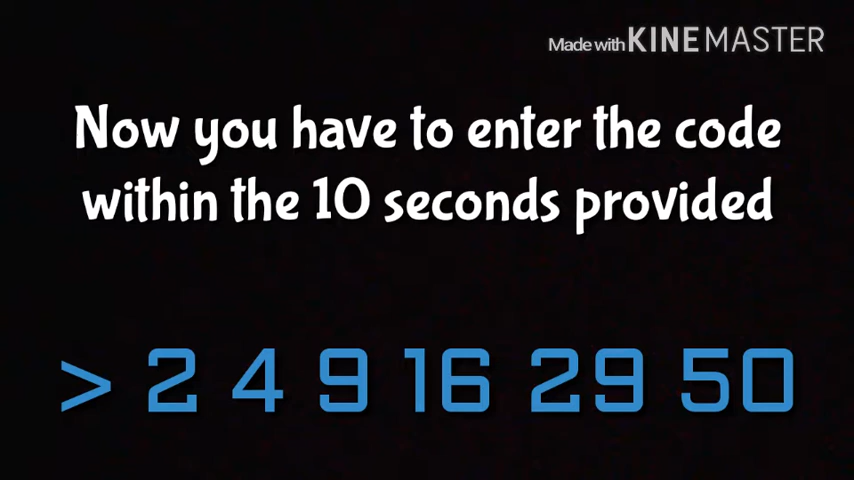 Made with KINEMASTER
Now you have to enter the code
within the 10 seconds provided
> 2 4 9 16 29 50